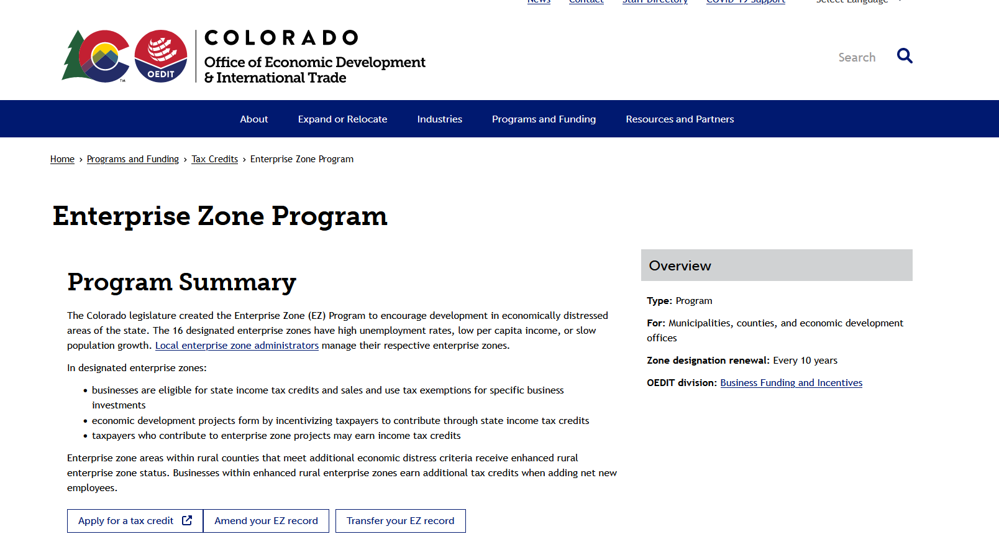 News Contact Staff Directory COVID-19 Support Select Language
COLORADO
Office of Economic Development
& International Trade
OEDIT
TM
Search
About Expand or Relocate Industries Programs and Funding Resources and Partners
Home › Programs and Funding › Tax Credits › Enterprise Zone Program
Enterprise Zone Program
Program Summary
The Colorado legislature created the Enterprise Zone (EZ) Program to encourage development in economically distressed
areas of the state. The 16 designated enterprise zones have high unemployment rates, low per capita income, or slow
population growth. Local enterprise zone administrators manage their respective enterprise zones.
In designated enterprise zones:
• businesses are eligible for state income tax credits and sales and use tax exemptions for specific business
investments
• economic development projects form by incentivizing taxpayers to contribute through state income tax credits
• taxpayers who contribute to enterprise zone projects may earn income tax credits
Enterprise zone areas within rural counties that meet additional economic distress criteria receive enhanced rural
enterprise zone status. Businesses within enhanced rural enterprise zones earn additional tax credits when adding net new
employees.
Apply for a tax credit Amend your EZ record Transfer your EZ record
Overview
Type: Program
For: Municipalities, counties, and economic development
offices
Zone designation renewal: Every 10 years
OEDIT division: Business Funding and Incentives